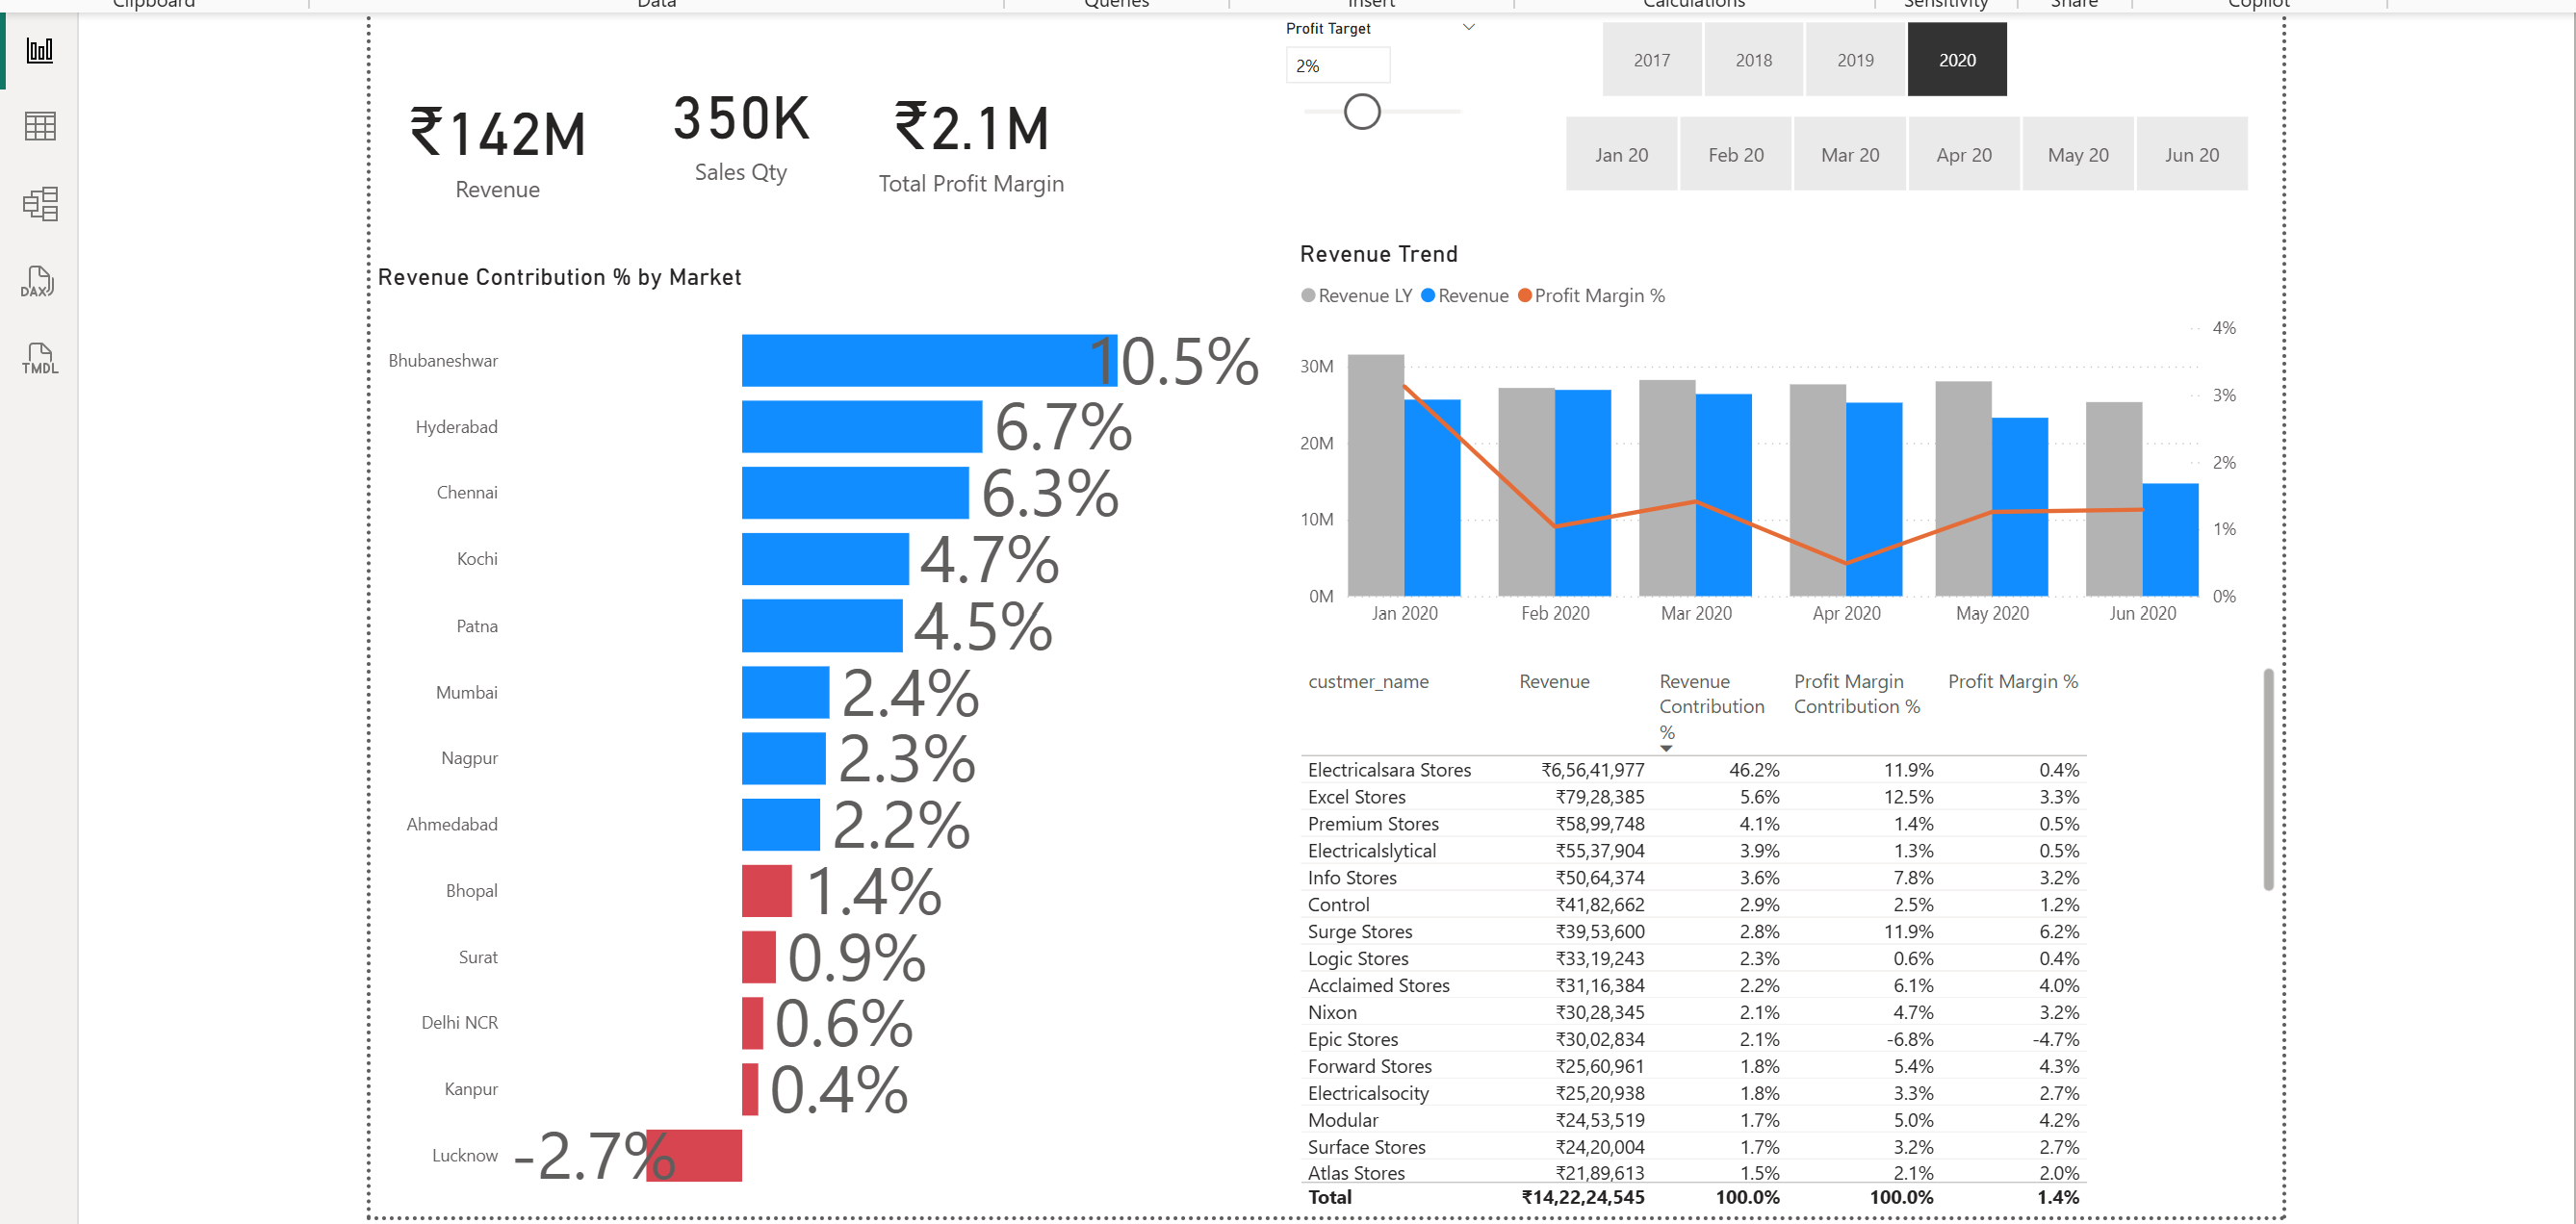 Clipboard
Data
Queries
Insert
Calculations
Sensitivity
Share
Copilot
DAX
TMDL
₹142M
Revenue
350K
Sales Qty
₹2.1M
Total Profit Margin
Profit Target
2%
2017
2018
2019
2020
Jan 20
Feb 20
Mar 20
Apr 20
May 20
Jun 20
Revenue Contribution % by Market
Bhubaneshwar 10.5%
Hyderabad 6.7%
Chennai 6.3%
Kochi 4.7%
Patna 4.5%
Mumbai 2.4%
Nagpur 2.3%
Ahmedabad 2.2%
Bhopal 1.4%
Surat 0.9%
Delhi NCR 0.6%
Kanpur 0.4%
Lucknow -2.7%
Revenue Trend
Revenue LY Revenue Profit Margin %
4%
30M
3%
20M
2%
10M
1%
0M
0%
Jan 2020 Feb 2020 Mar 2020 Apr 2020 May 2020 Jun 2020
custmer_name Revenue Revenue Profit Margin Profit Margin %
Contribution Contribution %
%
Electricalsara Stores ₹6,56,41,977 46.2% 11.9% 0.4%
Excel Stores ₹79,28,385 5.6% 12.5% 3.3%
Premium Stores ₹58,99,748 4.1% 1.4% 0.5%
Electricalslytical ₹55,37,904 3.9% 1.3% 0.5%
Info Stores ₹50,64,374 3.6% 7.8% 3.2%
Control ₹41,82,662 2.9% 2.5% 1.2%
Surge Stores ₹39,53,600 2.8% 11.9% 6.2%
Logic Stores ₹33,19,243 2.3% 0.6% 0.4%
Acclaimed Stores ₹31,16,384 2.2% 6.1% 4.0%
Nixon ₹30,28,345 2.1% 4.7% 3.2%
Epic Stores ₹30,02,834 2.1% -6.8% -4.7%
Forward Stores ₹25,60,961 1.8% 5.4% 4.3%
Electricalsocity ₹25,20,938 1.8% 3.3% 2.7%
Modular ₹24,53,519 1.7% 5.0% 4.2%
Surface Stores ₹24,20,004 1.7% 3.2% 2.7%
Atlas Stores ₹21,89,613 1.5% 2.1% 2.0%
Total ₹14,22,24,545 100.0% 100.0% 1.4%